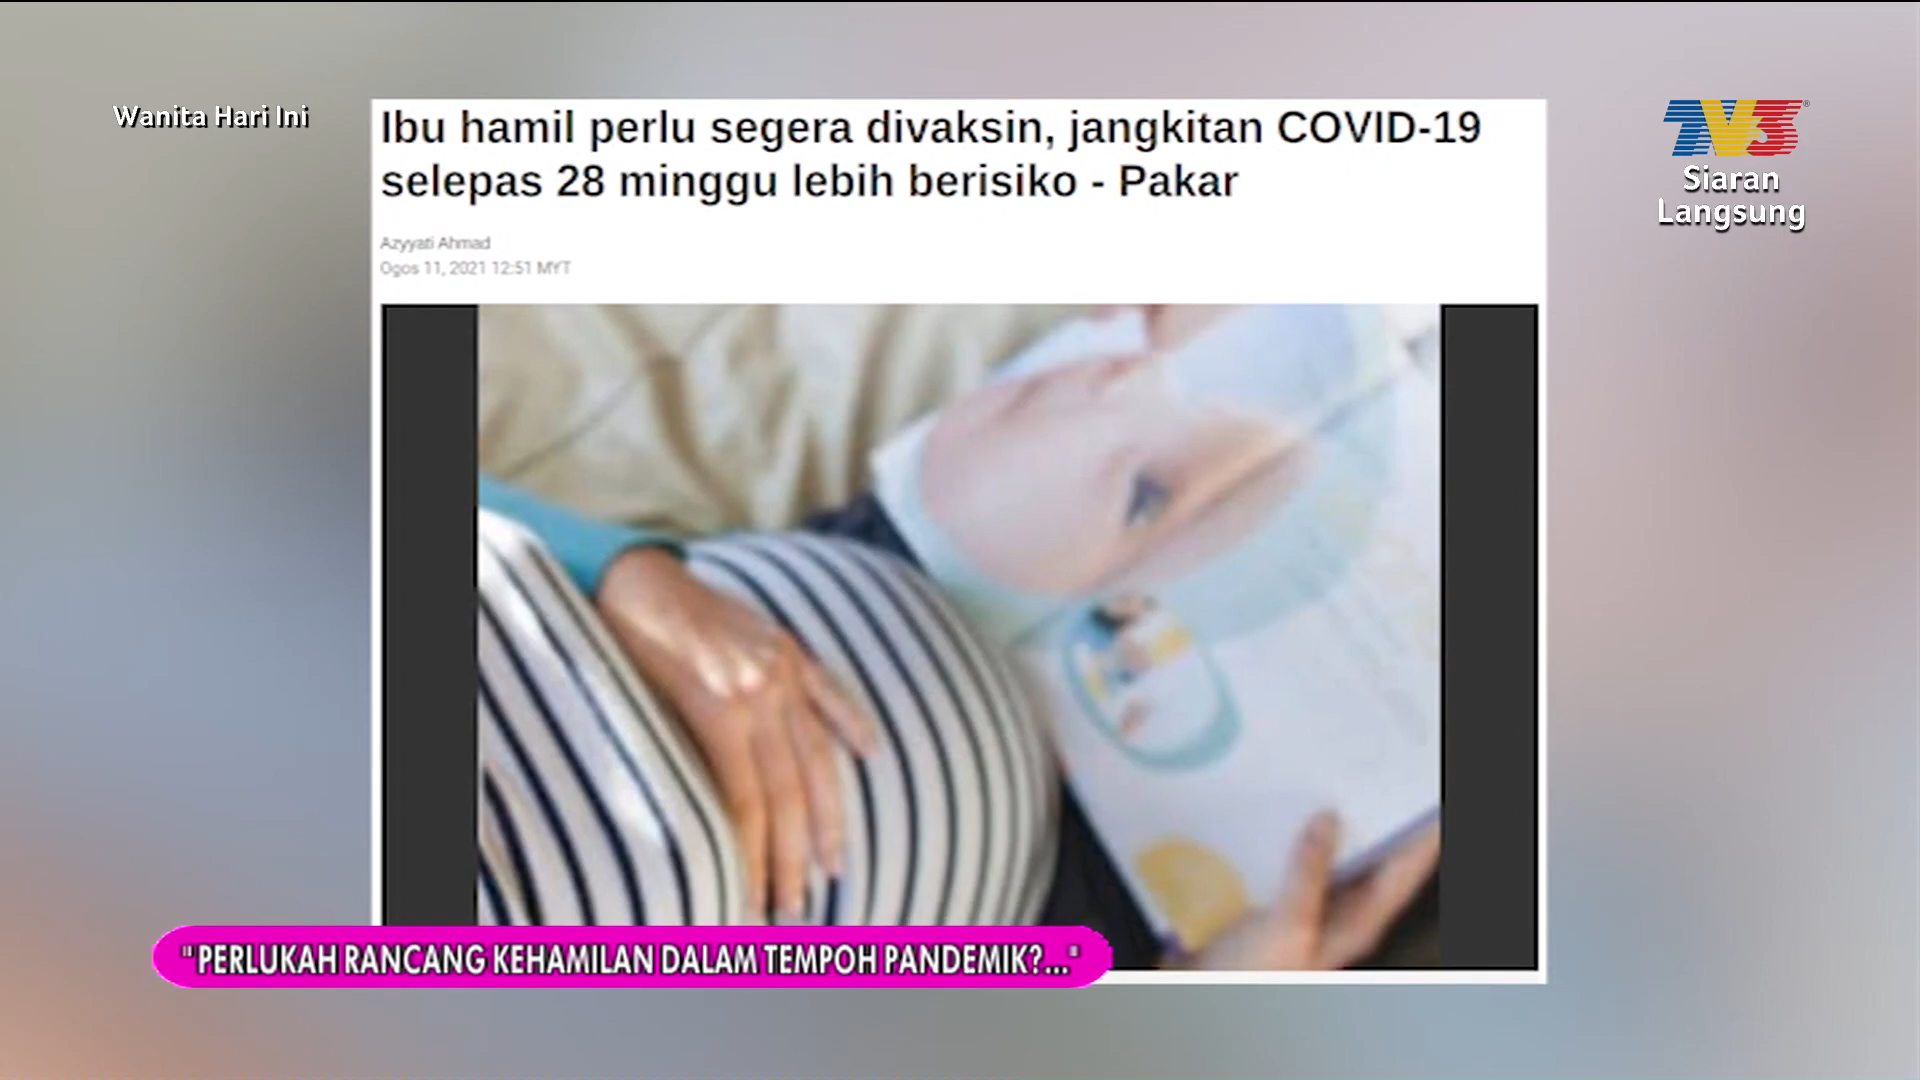 Wanita Hari Ini
Ibu hamil perlu segera divaksin, jangkitan COVID-19
selepas 28 minggu lebih berisiko - Pakar
Azyyati Ahmad
Ogos 11, 2021 12:51 MYT
TV3®
Siaran
Langsung
"PERLUKAH RANCANG KEHAMILAN DALAM TEMPOH PANDEMIK?..."